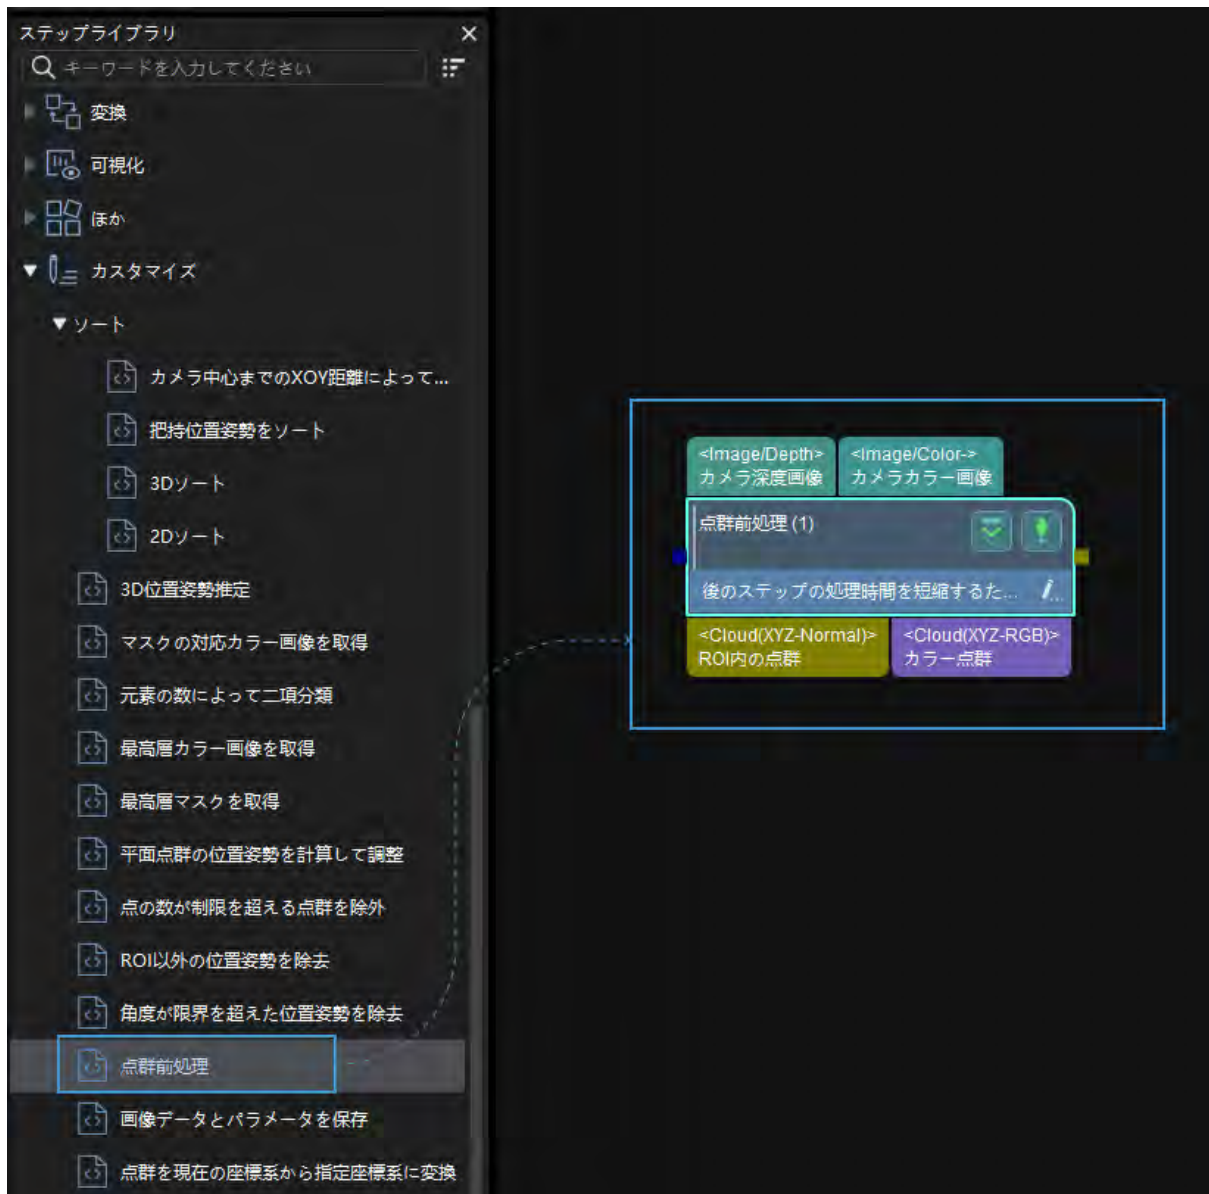 ステップライブラリ
キーワードを入力してください
変換
可視化
ほか
カスタマイズ
ソート
カメラ中心までのXOY距離によって...
把持位置姿勢をソート
3Dソート
2Dソート
3D位置姿勢推定
マスクの対応カラー画像を取得
元素の数によって二項分類
最高層カラー画像を取得
最高層マスクを取得
平面点群の位置姿勢を計算して調整
点の数が制限を超える点群を除外
ROI以外の位置姿勢を除去
角度が限界を超えた位置姿勢を除去
点群前処理
画像データとパラメータを保存
点群を現在の座標系から指定座標系に変換
<Image/Depth>
カメラ深度画像
<Image/Color->
カメラカラー画像
点群前処理 (1)
後のステップの処理時間を短縮するた...
<Cloud(XYZ-Normal)>
ROI内の点群
<Cloud(XYZ-RGB)>
カラー点群